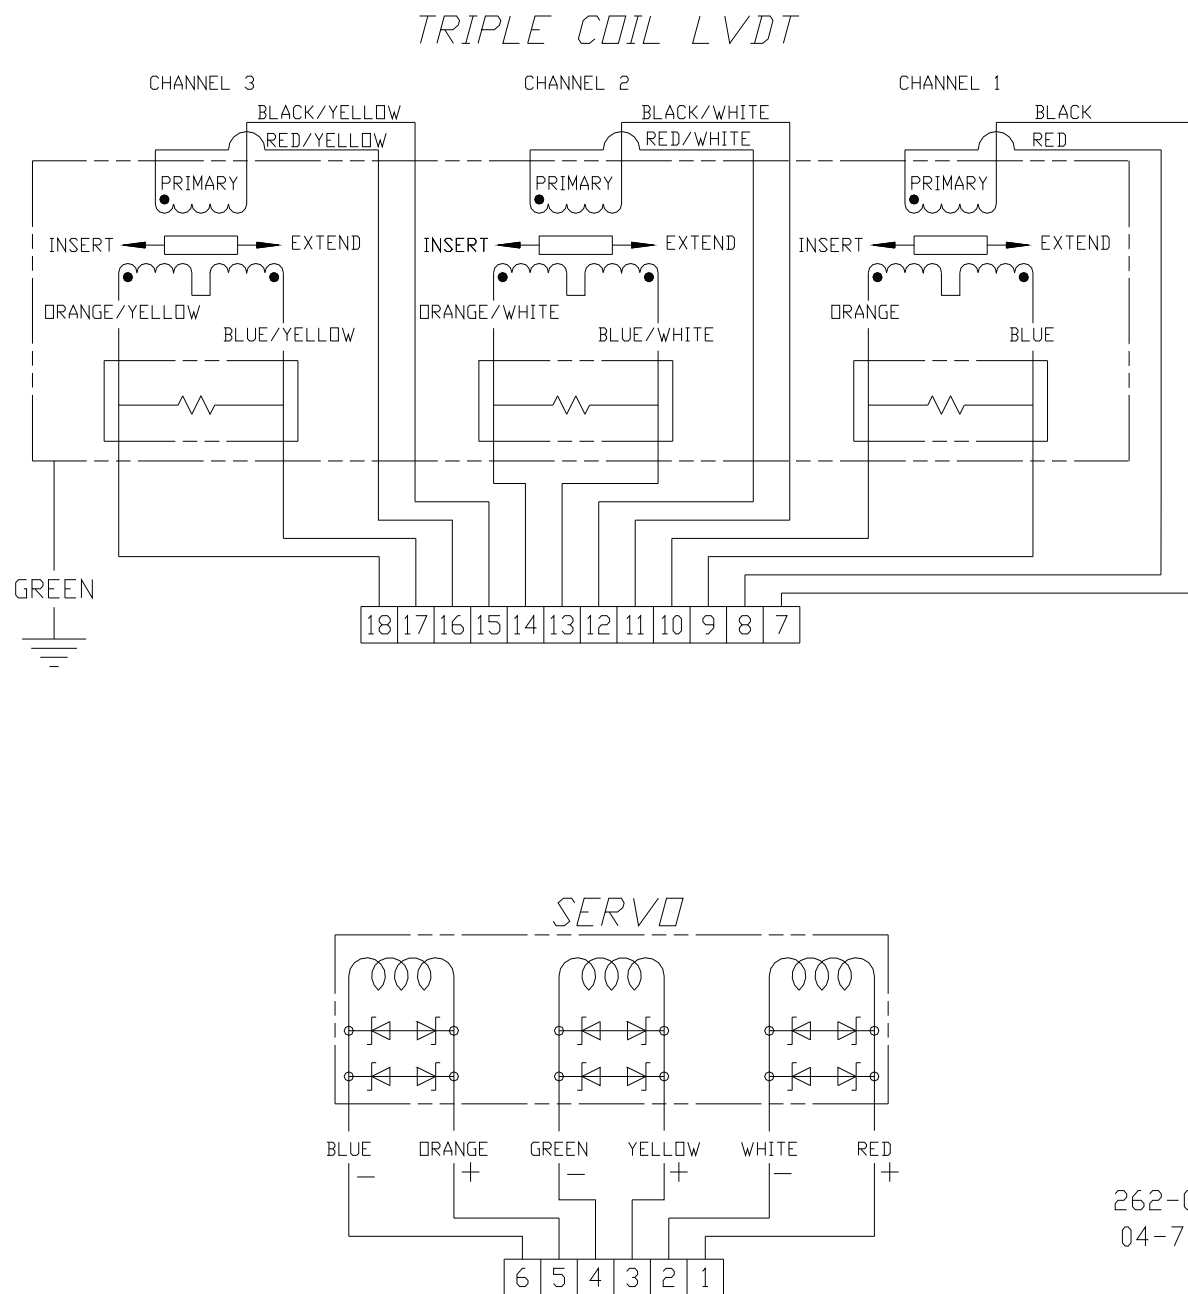 TRIPLE COIL LVDT
CHANNEL 3 CHANNEL 2 CHANNEL 1
BLACK/YELLOW BLACK/WHITE BLACK
RED/YELLOW RED/WHITE RED
PRIMARY PRIMARY PRIMARY
INSERT EXTEND INSERT EXTEND INSERT EXTEND
ORANGE/YELLOW ORANGE/WHITE ORANGE
BLUE/YELLOW BLUE/WHITE BLUE
GREEN
18 17 16 15 14 13 12 11 10 9 8 7
SERVO
BLUE ORANGE GREEN YELLOW WHITE RED
- + - + - +
262-
04-7
6 5 4 3 2 1